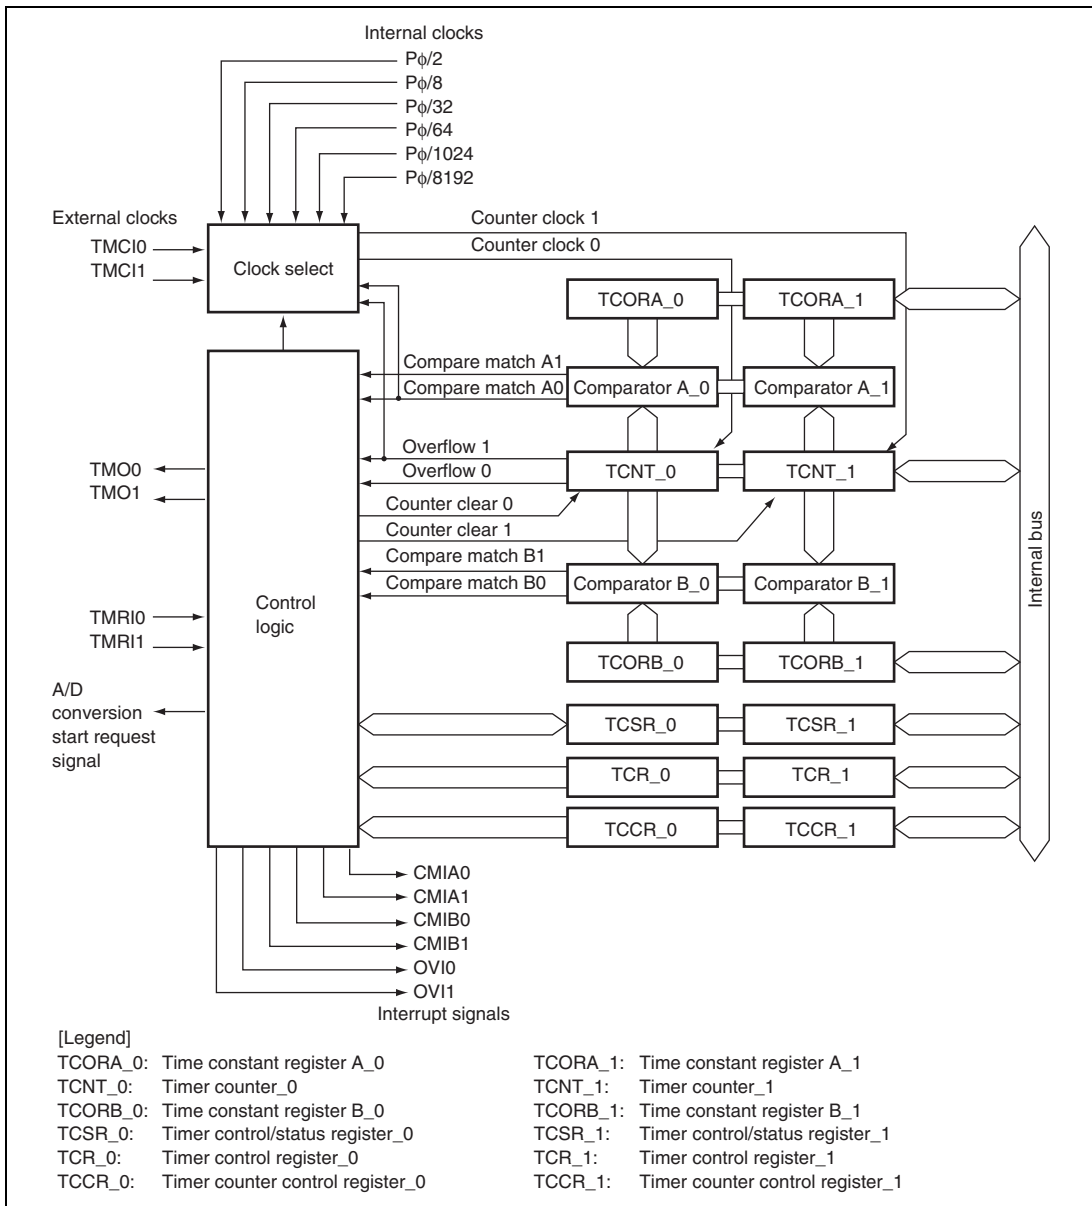 Internal clocks
Pϕ/2
Pϕ/8
Pϕ/32
Pϕ/64
Pϕ/1024
Pϕ/8192
External clocks
TMCI0
TMCI1
Clock select
Counter clock 1
Counter clock 0
TCORA_0
TCORA_1
Compare match A1
Compare match A0
Comparator A_0
Comparator A_1
Overflow 1
Overflow 0
TCNT_0
TCNT_1
TMO0
TMO1
Counter clear 0
Counter clear 1
Compare match B1
Compare match B0
Comparator B_0
Comparator B_1
Internal bus
Control
logic
TMRI0
TMRI1
TCORB_0
TCORB_1
A/D
conversion
start request
signal
TCSR_0
TCSR_1
TCR_0
TCR_1
TCCR_0
TCCR_1
CMIA0
CMIA1
CMIB0
CMIB1
OVI0
OVI1
Interrupt signals
[Legend]
TCORA_0: Time constant register A_0
TCNT_0: Timer counter_0
TCORB_0: Time constant register B_0
TCSR_0: Timer control/status register_0
TCR_0: Timer control register_0
TCCR_0: Timer counter control register_0
TCORA_1: Time constant register A_1
TCNT_1: Timer counter_1
TCORB_1: Time constant register B_1
TCSR_1: Timer control/status register_1
TCR_1: Timer control register_1
TCCR_1: Timer counter control register_1